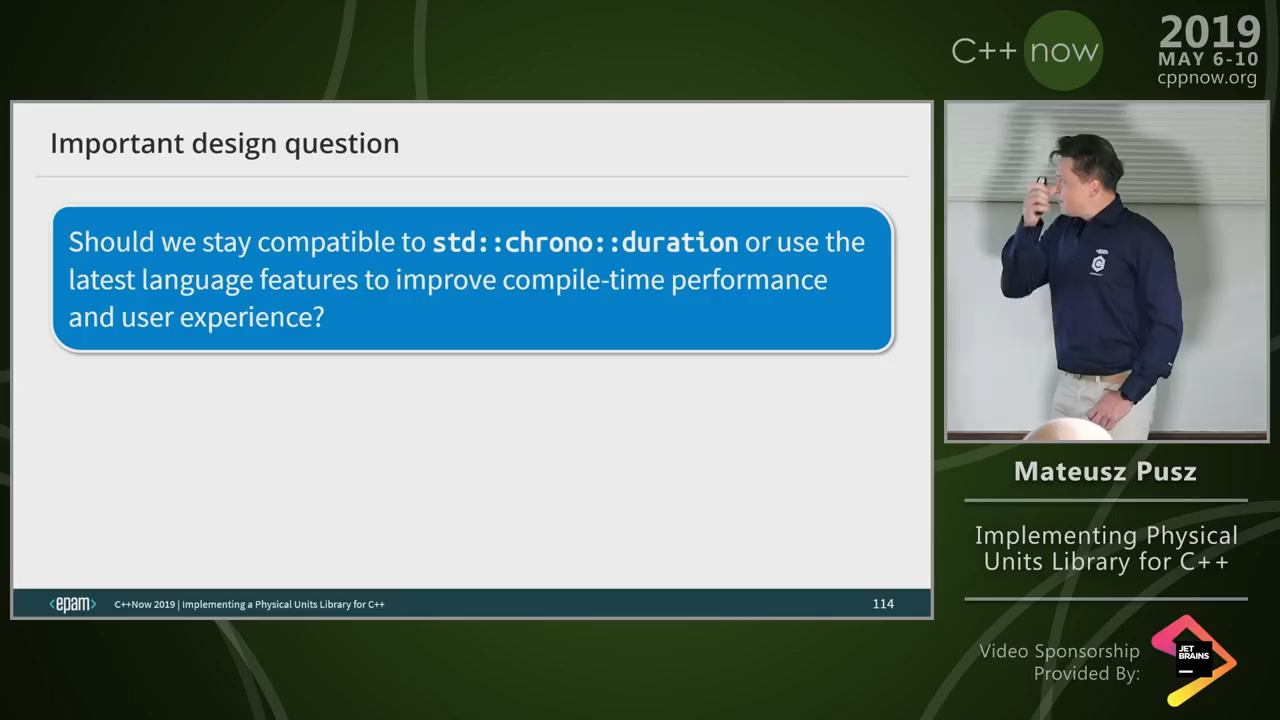 C++ now
2019
MAY 6-10
cppnow.org
Important design question
Should we stay compatible to std::chrono::duration or use the
latest language features to improve compile-time performance
and user experience?
<epam>
C++Now 2019 | Implementing a Physical Units Library for C++
114
Mateusz Pusz
Implementing Physical
Units Library for C++
Video Sponsorship
Provided By:
JET
BRAINS